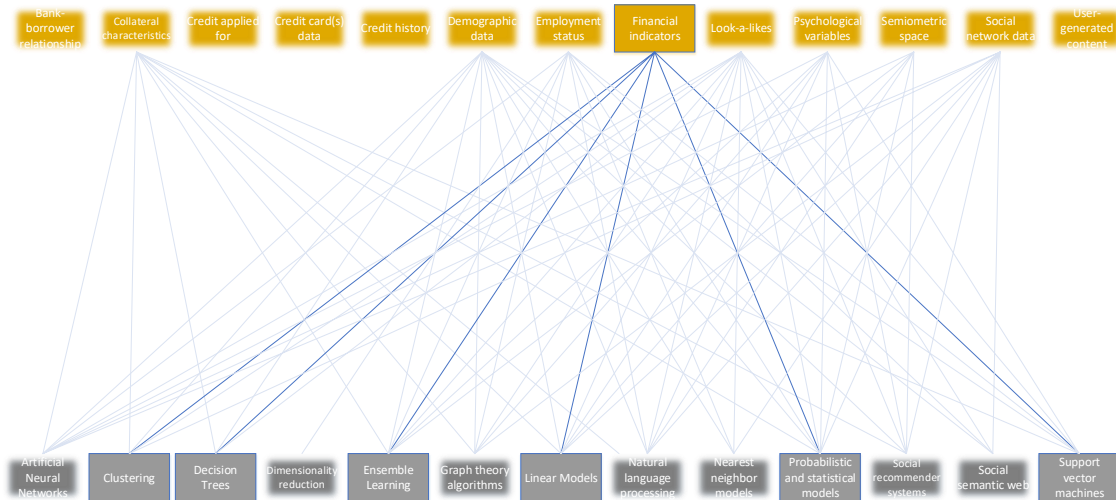 Bank-
borrower
relationship
Collateral
characteristics
Credit applied
for
Credit card(s)
data
Credit history
Demographic
data
Employment
status
Financial
indicators
Look-a-likes
Psychological
variables
Semiometric
space
Social
network data
User-
generated
content
Artificial
Neural
Networks
Clustering
Decision
Trees
Dimensionality
reduction
Ensemble
Learning
Graph theory
algorithms
Linear Models
Natural
language
processing
Nearest
neighbor
models
Probabilistic
and statistical
models
Social
recommender
systems
Social
semantic web
Support
vector
machines